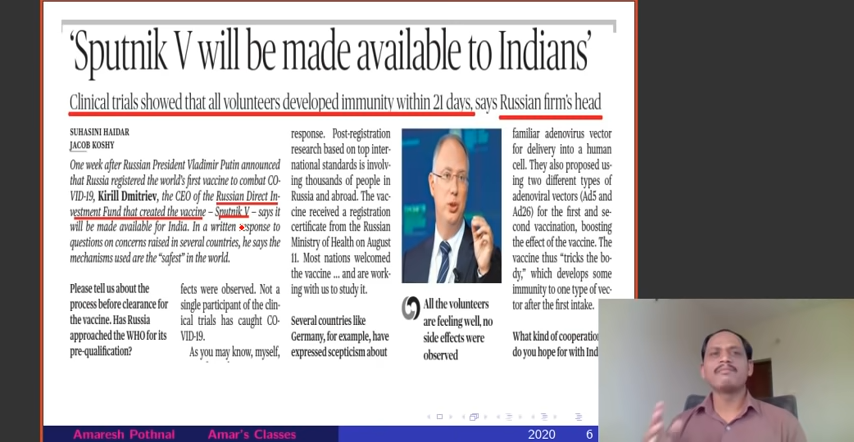 ‘Sputnik V will be made available to Indians’
Clinical trials showed that all volunteers developed immunity within 21 days, says Russian firm’s head
SUHASINI HAIDAR
JACOB KOSHY
One week after Russian President Vladimir Putin announced
that Russia registered the world’s first vaccine to combat CO-
VID-19, Kirill Dmitriev, the CEO of the Russian Direct In-
vestment Fund that created the vaccine – Sputnik V – says it
will be made available for India. In a written response to
questions on concerns raised in several countries, he says the
mechanisms used are the “safest” in the world.
Please tell us about the
process before clearance for
the vaccine. Has Russia
approached the WHO for its
pre-qualification?
fects were observed. Not a
single participant of the clin-
ical trials has caught CO-
VID-19.
As you may know, myself,
response. Post-registration
research based on top inter-
national standards is involv-
ing thousands of people in
Russia and abroad. The vac-
cine received a registration
certificate from the Russian
Ministry of Health on August
11. Most nations welcomed
the vaccine ... and are work-
ing with us to study it.
Several countries like
Germany, for example, have
expressed scepticism about
All the volunteers
are feeling well, no
side effects were
observed
familiar adenovirus vector
for delivery into a human
cell. They also proposed us-
ing two different types of
adenoviral vectors (Ad5 and
Ad26) for the first and se-
cond vaccination, boosting
the effect of the vaccine. The
vaccine thus “tricks the bo-
dy,” which develops some
immunity to one type of vec-
tor after the first intake.
What kind of cooperation
do you hope for with Ind
Amaresh Pothnal Amar's Classes 2020 6